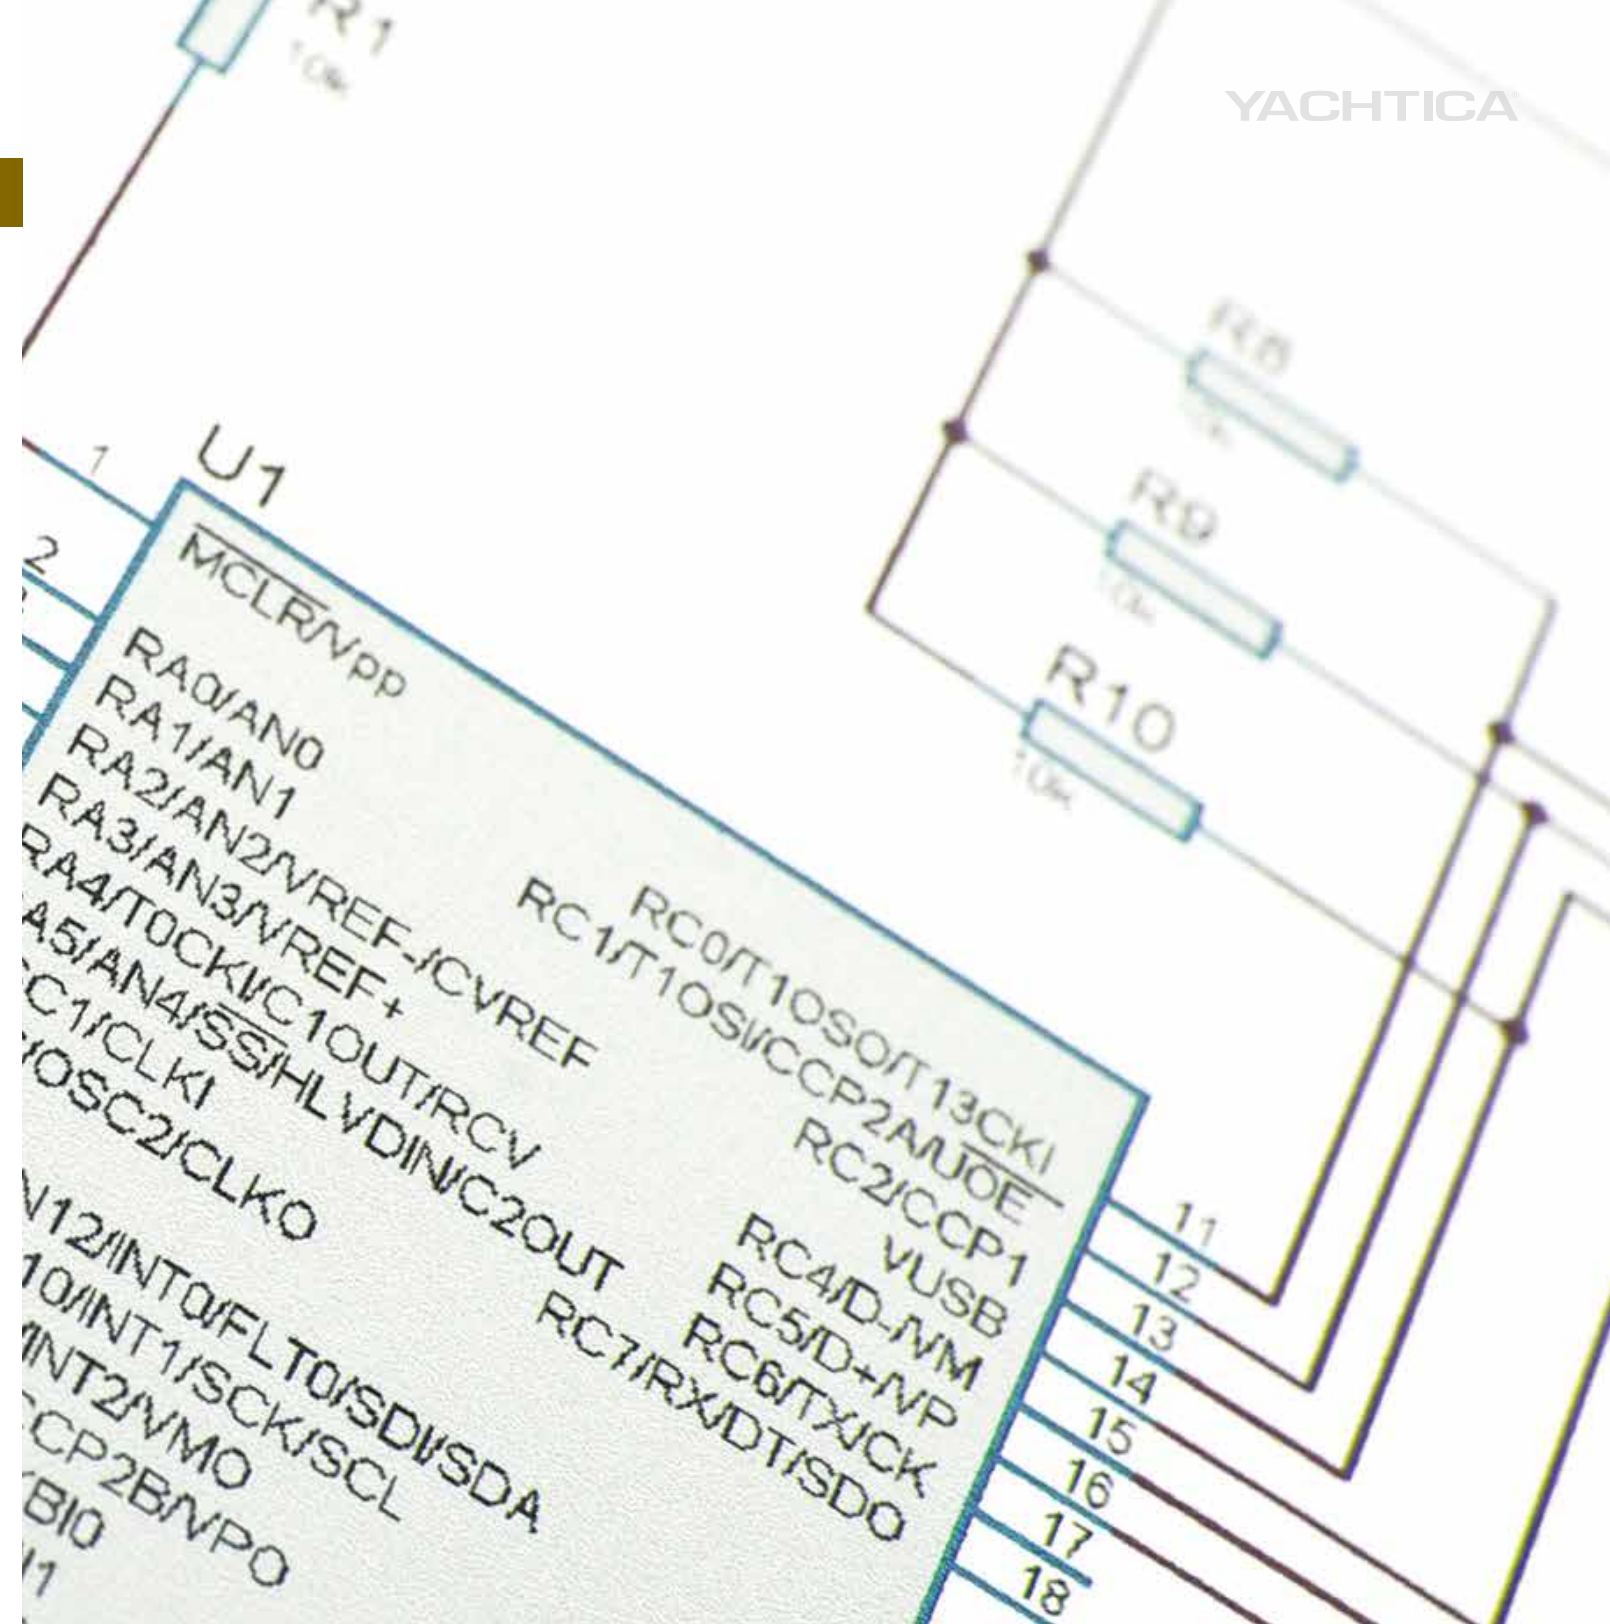 R1
10k
YACHTICA
R8
R9
10k
R10
10k
U1
1
2
MCLR/Vpp
RA0/AN0
RA1/AN1
RA2/AN2/VREF-/CVREF
RA3/AN3/VREF+
RA4/T0CKI/C1OUT/RCV
A5/AN4/SS/HLVDIN/C2OUT
C1/CLKI
/OSC2/CLKO
N12/INT0/FLT0/SDI/SDA
10/INT1/SCK/SCL
/INT2/VMO
CP2B/VPO
KBI0
1
RC0/T1OSO/T13CKI
RC1/T1OSI/CCP2A/UOE
RC2/CCP1
VUSB
RC4/D-/VM
RC5/D+/VP
RC6/TX/CK
RC7/RX/DT/SDO
11
12
13
14
15
16
17
18